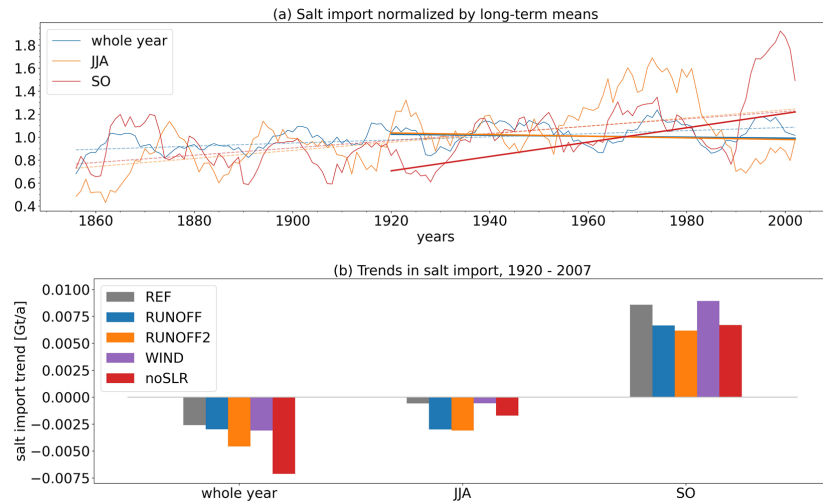 (a) Salt import normalized by long-term means
1.8
1.6
1.4
1.2
1.0
0.8
0.6
0.4
whole year
JJA
SO
1860 1880 1900 1920 1940 1960 1980 2000
years
(b) Trends in salt import, 1920 - 2007
salt import trend [Gt/a]
0.0100
0.0075
0.0050
0.0025
0.0000
−0.0025
−0.0050
−0.0075
REF
RUNOFF
RUNOFF2
WIND
noSLR
whole year JJA SO